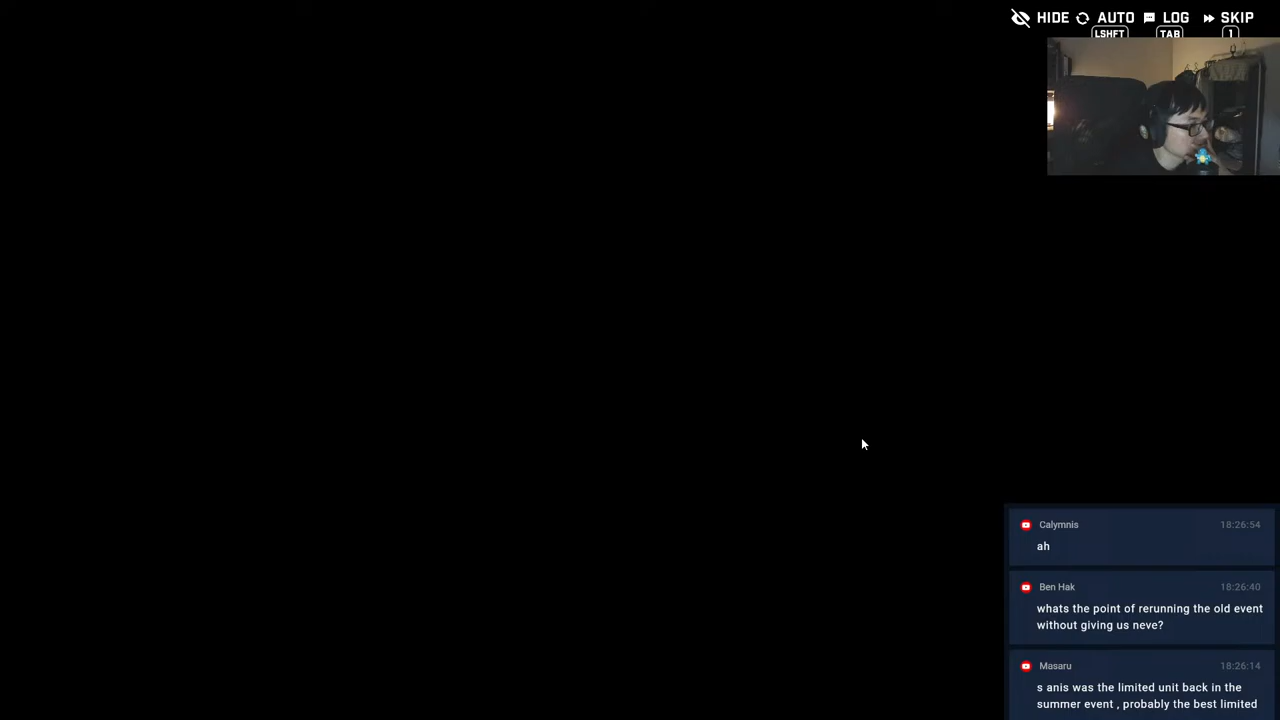 HIDE AUTO LOG SKIP
LSHFT TAB 1
Calymnis 18:26:54
ah
Ben Hak 18:26:40
whats the point of rerunning the old event
without giving us neve?
Masaru 18:26:14
s anis was the limited unit back in the
summer event , probably the best limited